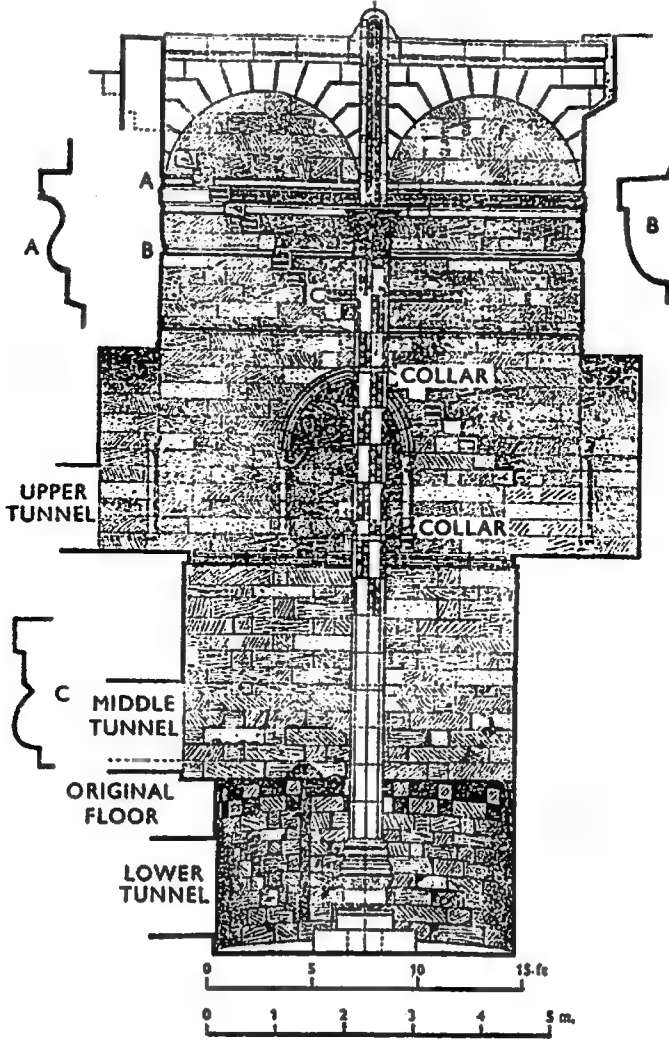 A
A
B
B
C
COLLAR
UPPER
TUNNEL
COLLAR
C
MIDDLE
TUNNEL
ORIGINAL
FLOOR
LOWER
TUNNEL
0 5 10 15 ft
0 1 2 3 4 5 m.